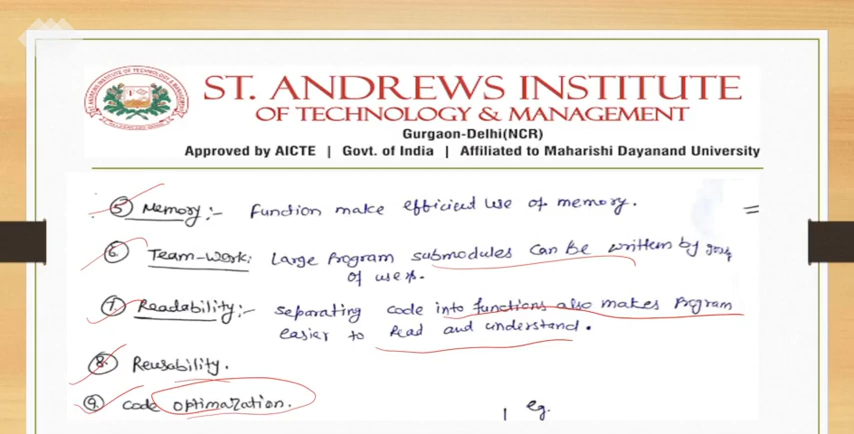 ST. ANDREWS INSTITUTE
OF TECHNOLOGY & MANAGEMENT
Gurgaon-Delhi(NCR)
Approved by AICTE | Govt. of India | Affiliated to Maharishi Dayanand University
⑤ Memory:- Function make efficient use of memory. =
⑥ Team-work: Large Program submodules can be written by
of users.
⑦ Readability:- separating code into functions also makes Program
easier to Read and understand.
⑧ Reusability.
⑨ code optimazation.
eg.